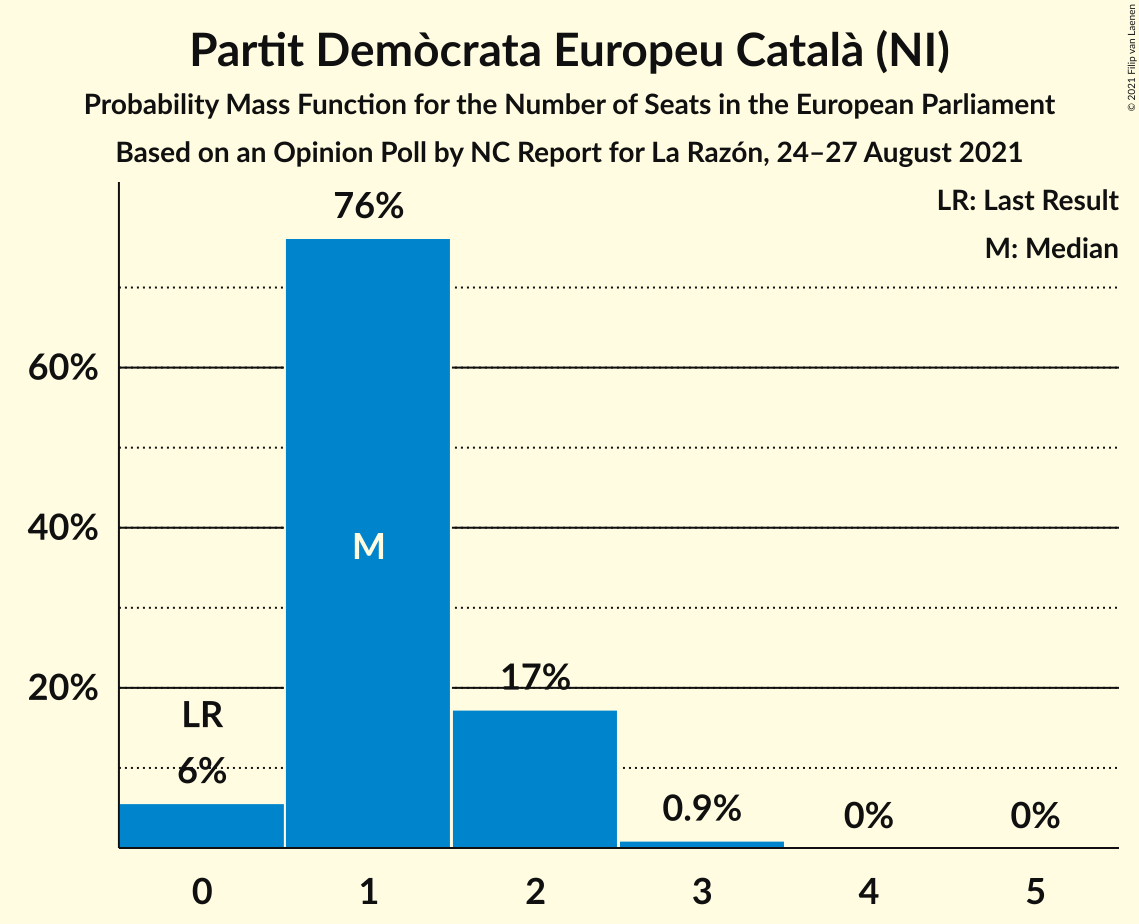 Partit Demòcrata Europeu Català (NI)
Probability Mass Function for the Number of Seats in the European Parliament
Based on an Opinion Poll by NC Report for La Razón, 24–27 August 2021
© 2021 Filip van Laenen
LR: Last Result
M: Median
76%
60%
40%
M
17%
20%
LR
6%
0.9%
0%
0%
0 1 2 3 4 5